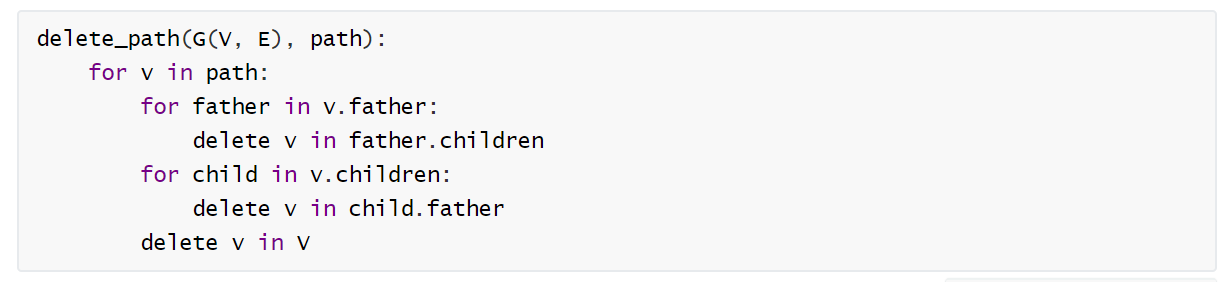 delete_path(G(V, E), path):
    for v in path:
        for father in v.father:
            delete v in father.children
        for child in v.children:
            delete v in child.father
        delete v in V